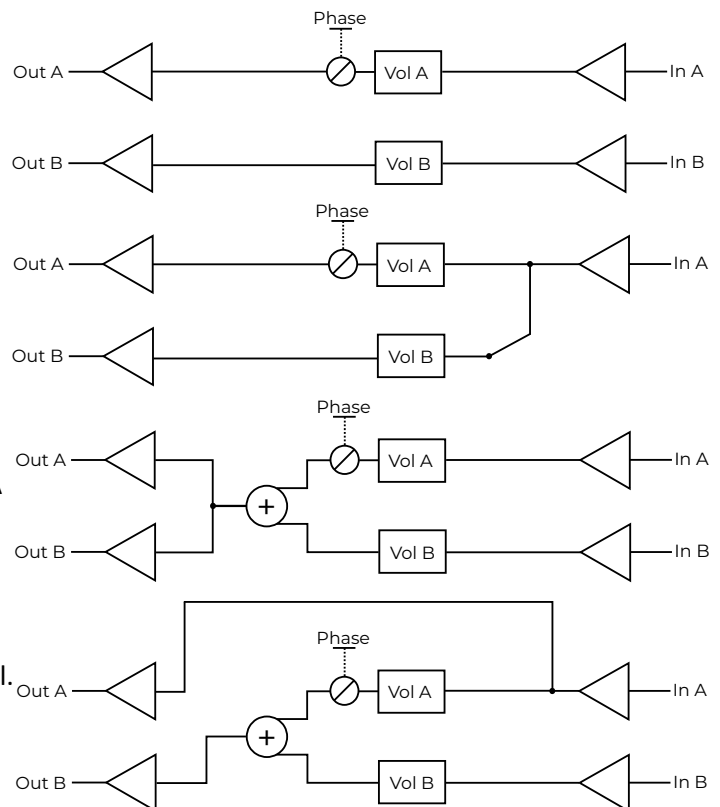 Phase
Out A Vol A In A
Out B Vol B In B
Phase
Out A Vol A In A
Out B Vol B
Phase
Out A Vol A In A
Out B Vol B In B
+
Phase
l. Out A Vol A In A
+
Out B Vol B In B